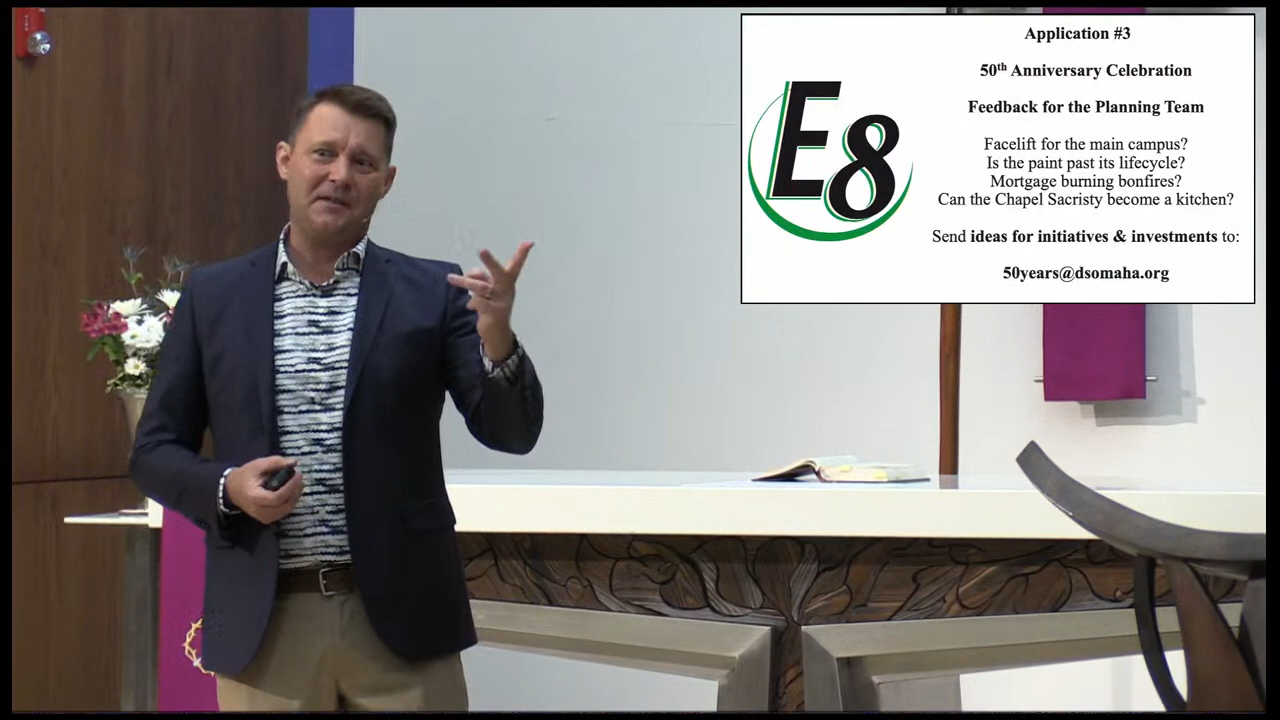 Application #3
50th Anniversary Celebration
Feedback for the Planning Team
E8
Facelift for the main campus?
Is the paint past its lifecycle?
Mortgage burning bonfires?
Can the Chapel Sacristy become a kitchen?
Send ideas for initiatives & investments to:
50years@dsomaha.org